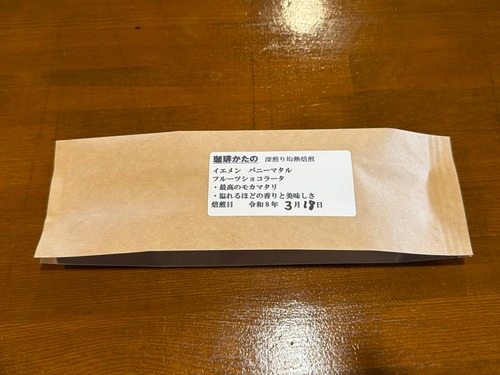 珈琲かたの 深煎り均熱焙煎
イエメン バニーマタル
フルーツショコラータ
・最高のモカマタリ
・溢れるほどの香りと美味しさ
焙煎日 令和8年 3月18日